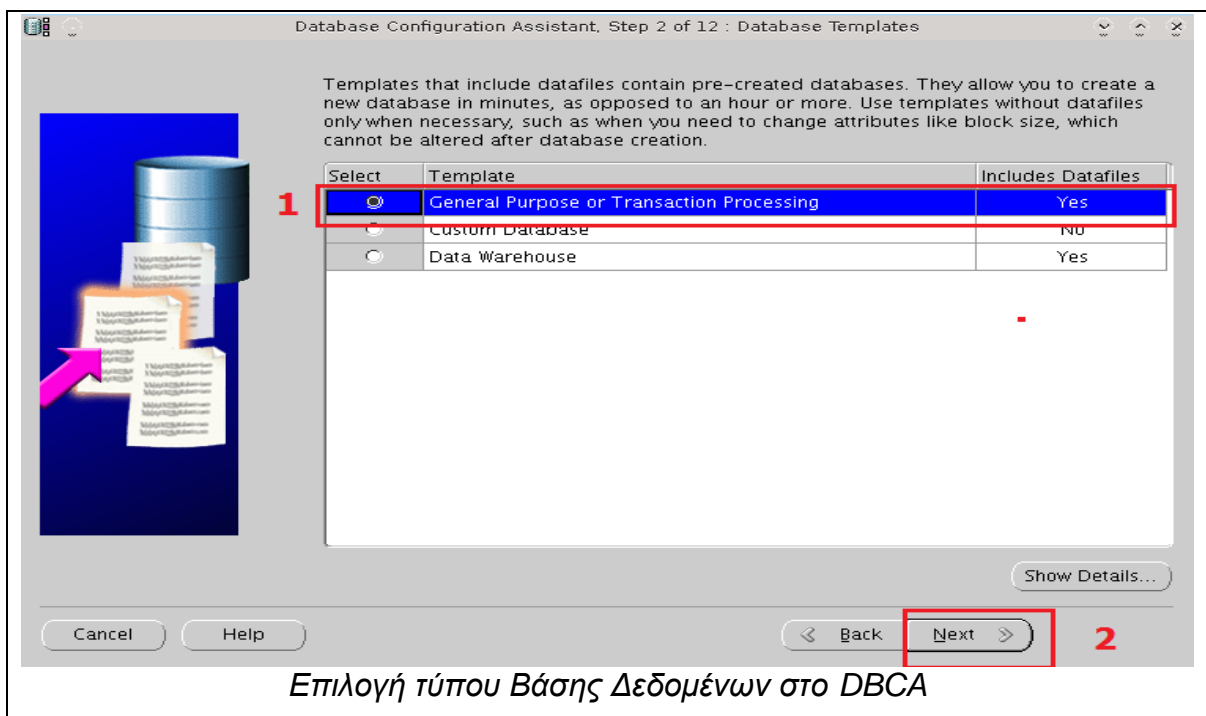 Database Configuration Assistant, Step 2 of 12 : Database Templates
Templates that include datafiles contain pre-created databases. They allow you to create a
new database in minutes, as opposed to an hour or more. Use templates without datafiles
only when necessary, such as when you need to change attributes like block size, which
cannot be altered after database creation.
Select Template Includes Datafiles
1 General Purpose or Transaction Processing Yes
Custom Database No
Data Warehouse Yes
Show Details...
Cancel Help Back Next 2
Επιλογή τύπου Βάσης Δεδομένων στο DBCA